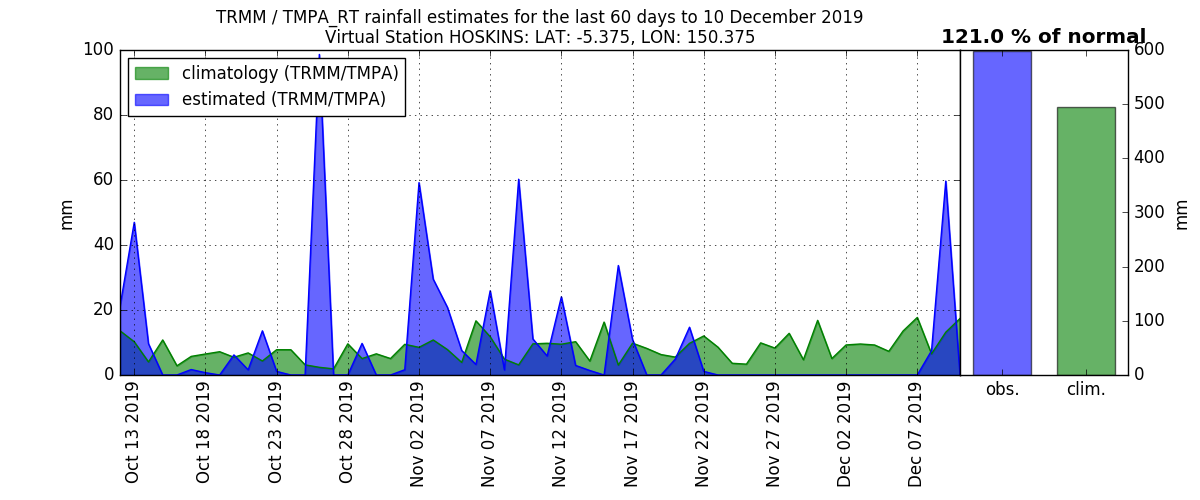 TRMM / TMPA_RT rainfall estimates for the last 60 days to 10 December 2019
Virtual Station HOSKINS: LAT: -5.375, LON: 150.375
121.0 % of normal
climatology (TRMM/TMPA)
estimated (TRMM/TMPA)
mm
100
80
60
40
20
0
Oct 13 2019
Oct 18 2019
Oct 23 2019
Oct 28 2019
Nov 02 2019
Nov 07 2019
Nov 12 2019
Nov 17 2019
Nov 22 2019
Nov 27 2019
Dec 02 2019
Dec 07 2019
obs.
clim.
600
500
400
300
200
100
0
mm